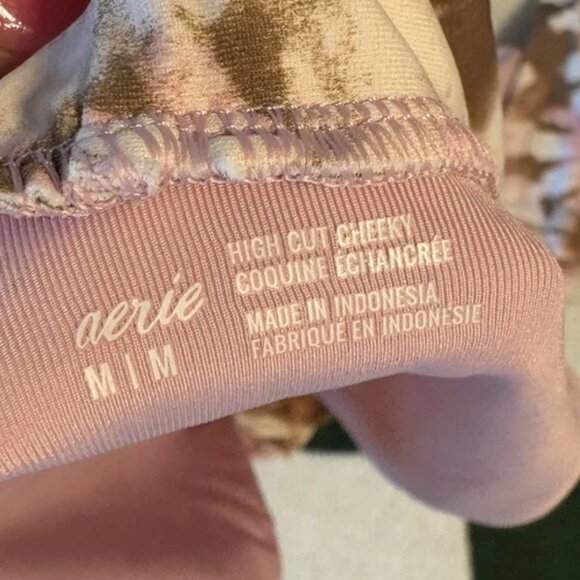 aerie
M | M
HIGH CUT CHEEKY
COQUINE ÉCHANCRÉE
MADE IN INDONESIA
FABRIQUÉ EN INDONÉSIE